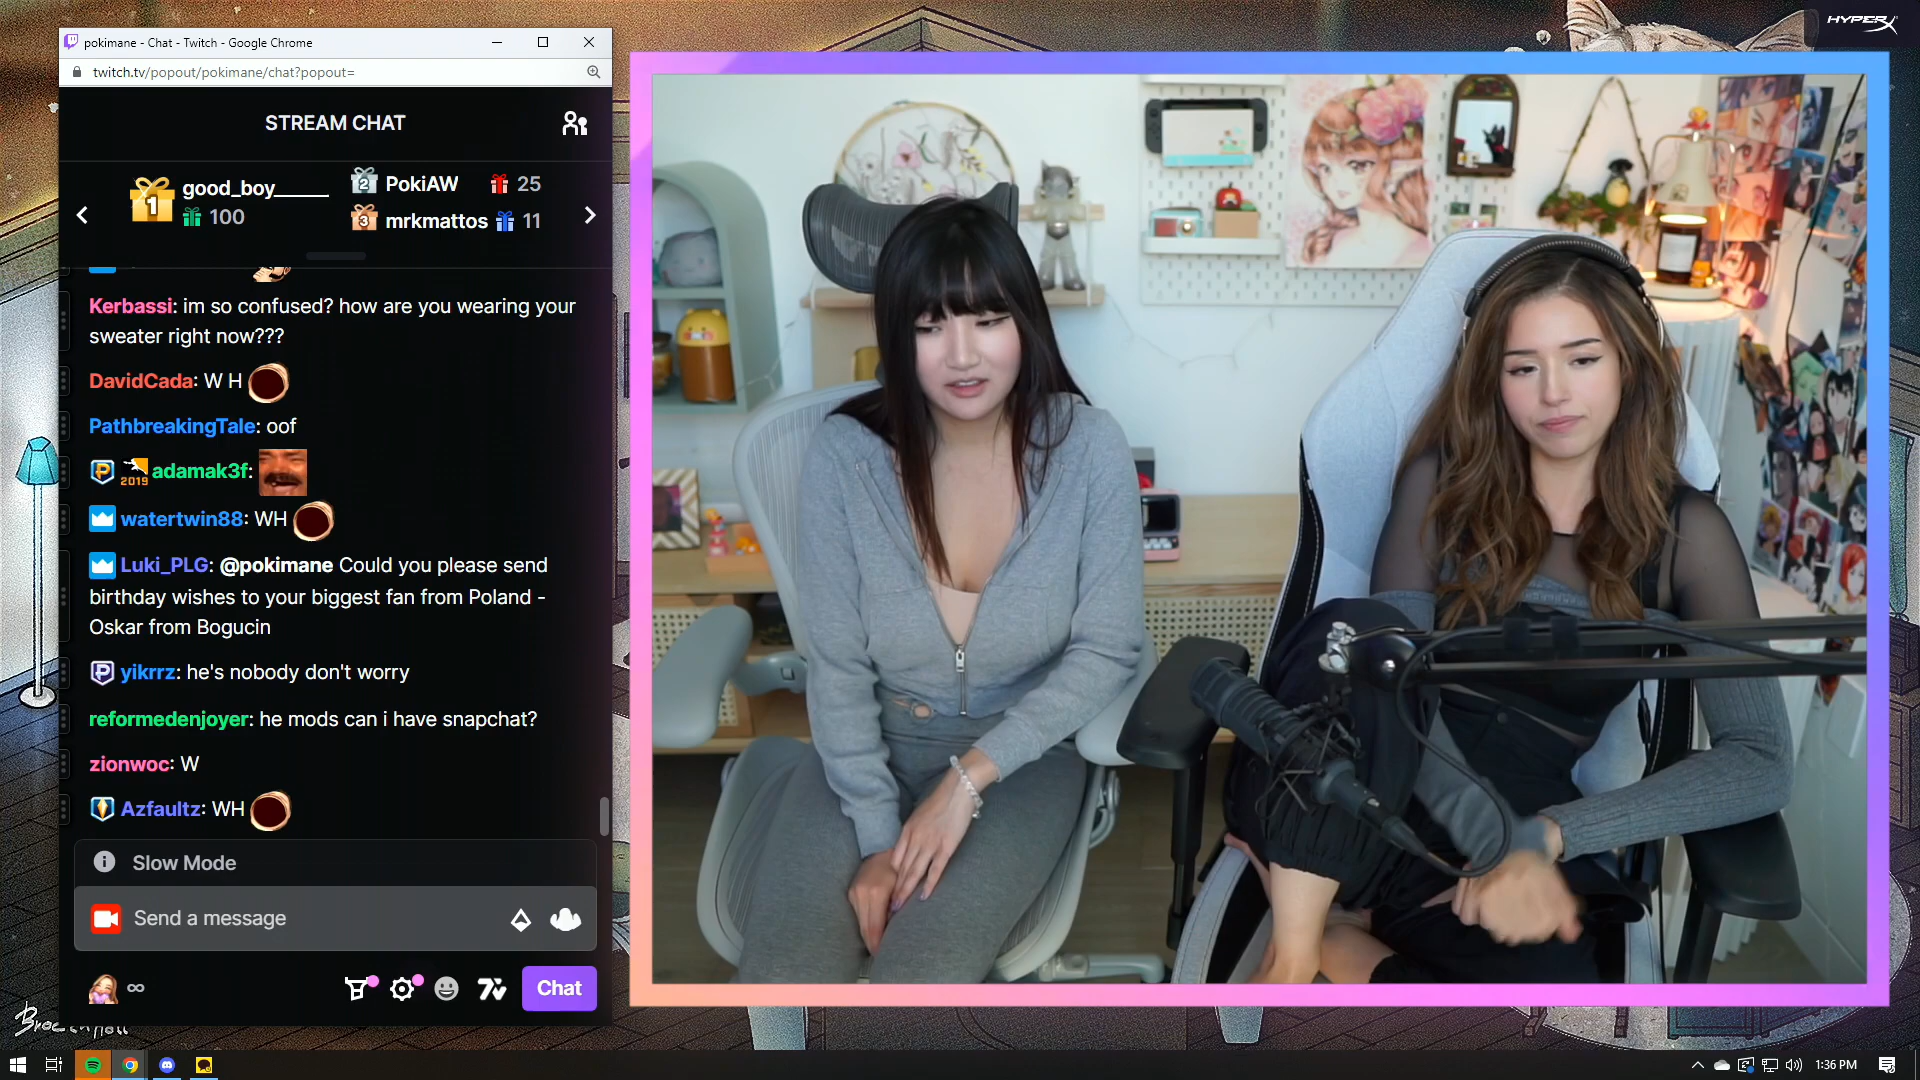 pokimane - Chat - Twitch - Google Chrome
twitch.tv/popout/pokimane/chat?popout=
HYPERX
STREAM CHAT
1 good_boy______
100
2 PokiAW 25
3 mrkmattos 11
Kerbassi: im so confused? how are you wearing your
sweater right now???
DavidCada: W H
PathbreakingTale: oof
2019 adamak3f:
watertwin88: WH
Luki_PLG: @pokimane Could you please send
birthday wishes to your biggest fan from Poland -
Oskar from Bogucin
yikrrz: he's nobody don't worry
reformedenjoyer: he mods can i have snapchat?
zionwoc: W
Azfaultz: WH
Slow Mode
Send a message
∞
Chat
1:36 PM